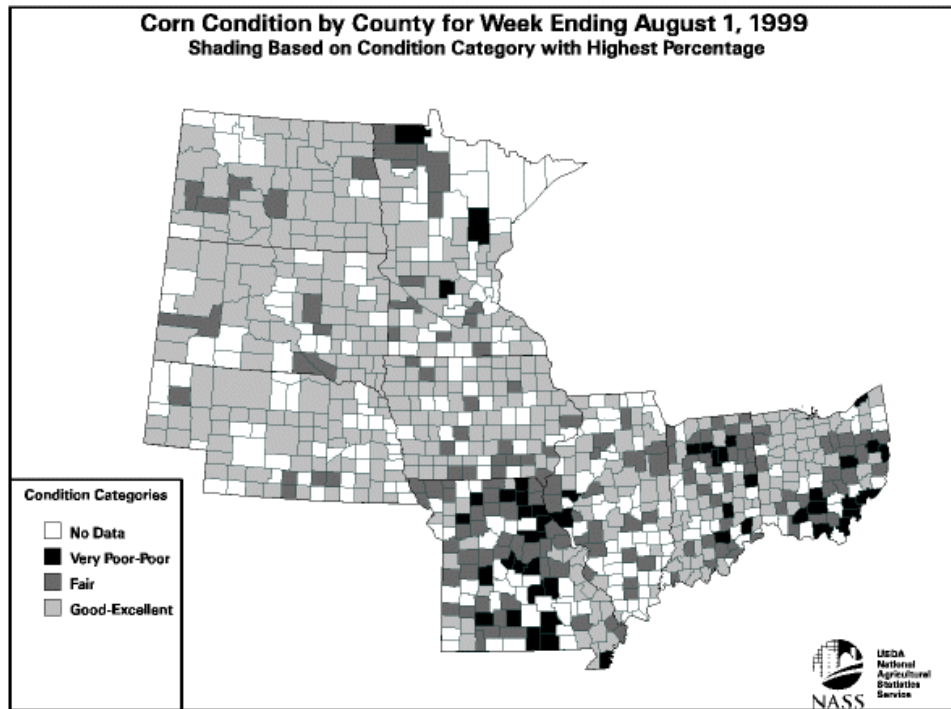 Corn Condition by County for Week Ending August 1, 1999
Shading Based on Condition Category with Highest Percentage
Condition Categories
No Data
Very Poor-Poor
Fair
Good-Excellent
USDA
National
Agricultural
Statistics
Service
NASS